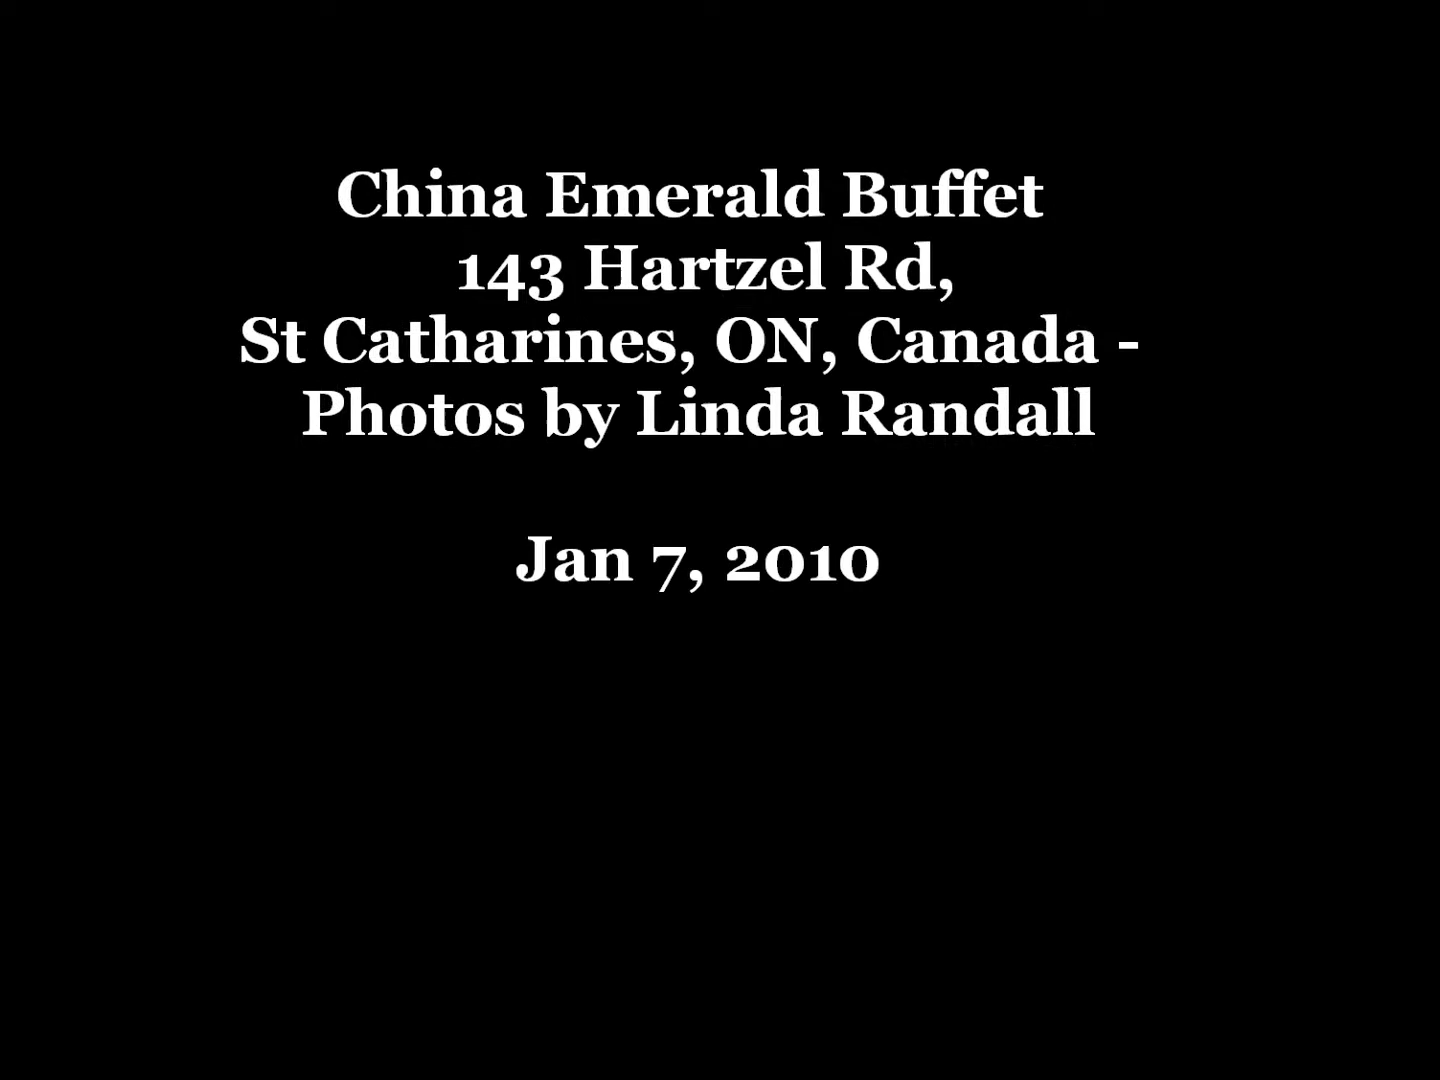 China Emerald Buffet
143 Hartzel Rd,
St Catharines, ON, Canada -
Photos by Linda Randall
Jan 7, 2010